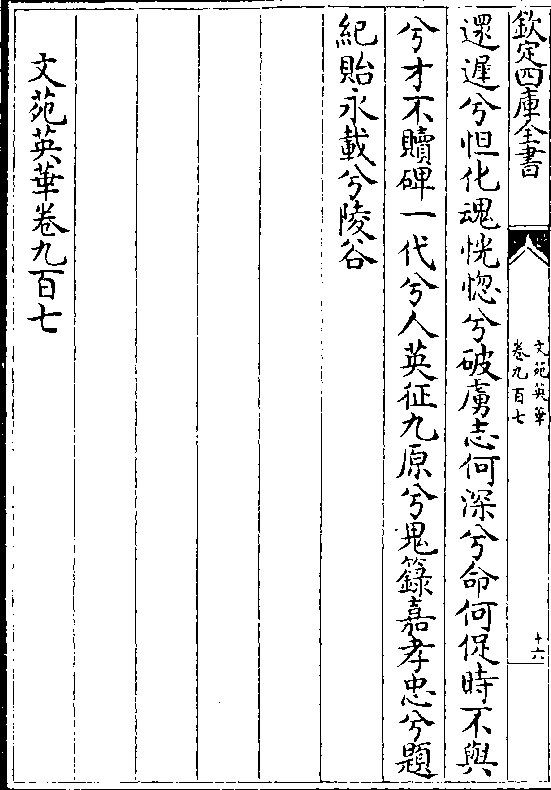 欽定四庫全書
文苑英華
卷九百七
十六
還遲兮怛化魂恍惚兮破虜志何深兮命何促時不與
兮才不贖碑一代兮人英征九原兮鬼籙嘉孝忠兮題
紀貽永載兮陵谷
文苑英華卷九百七